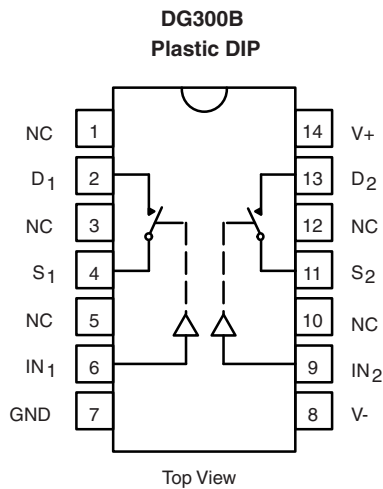 DG300B
Plastic DIP
NC 1 14 V+
D1 2 13 D2
NC 3 12 NC
S1 4 11 S2
NC 5 10 NC
IN1 6 9 IN2
GND 7 8 V-
Top View